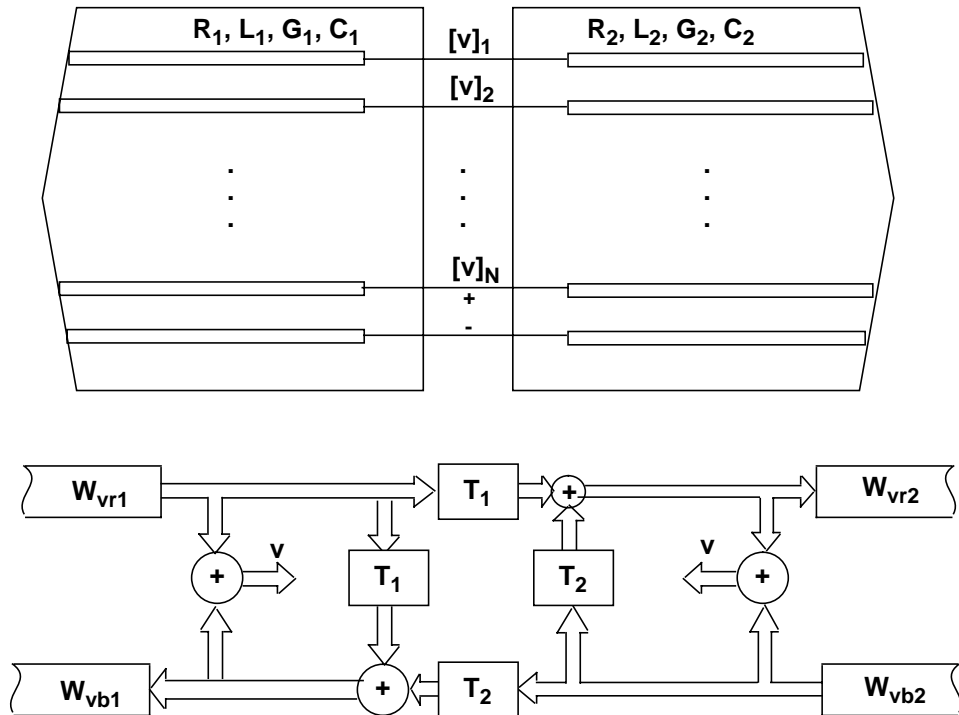 R1, L1, G1, C1
[v]1
R2, L2, G2, C2
[v]2
[v]N
+
-
Wvr1
T1
+
Wvr2
v
+
T1
T2
v
+
Wvb1
+
T2
Wvb2